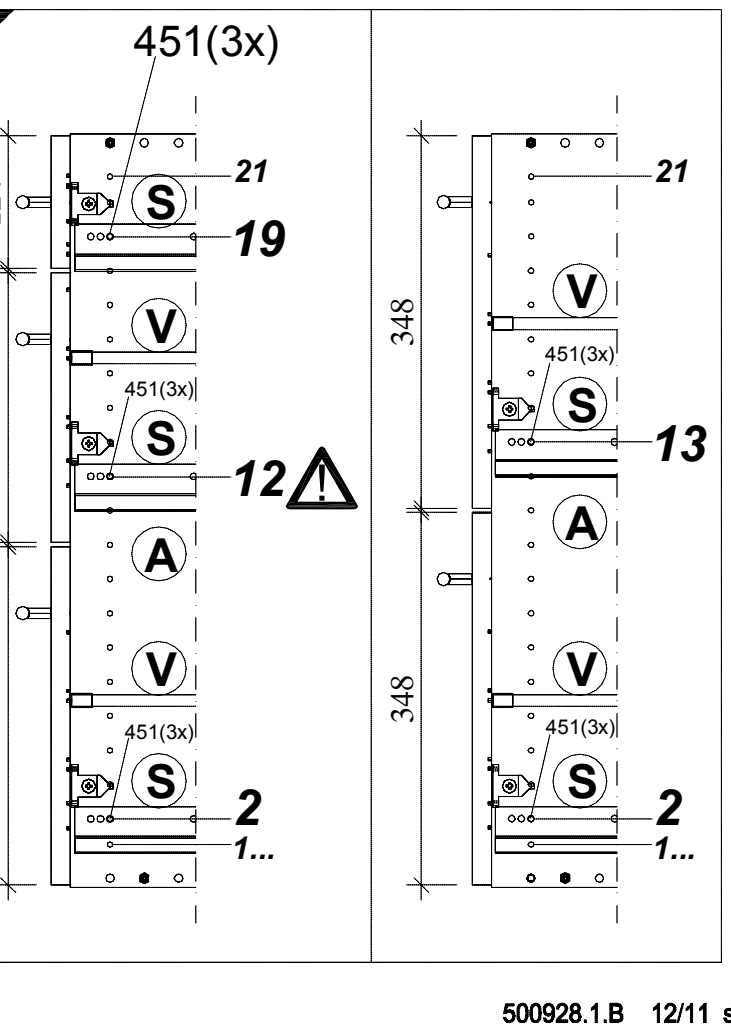 451(3x)
21
S
19
V
451(3x)
S
12
!
A
V
451(3x)
S
2
1...
21
348
V
451(3x)
S
13
A
348
V
451(3x)
S
2
1...
500928.1.B 12/11 s